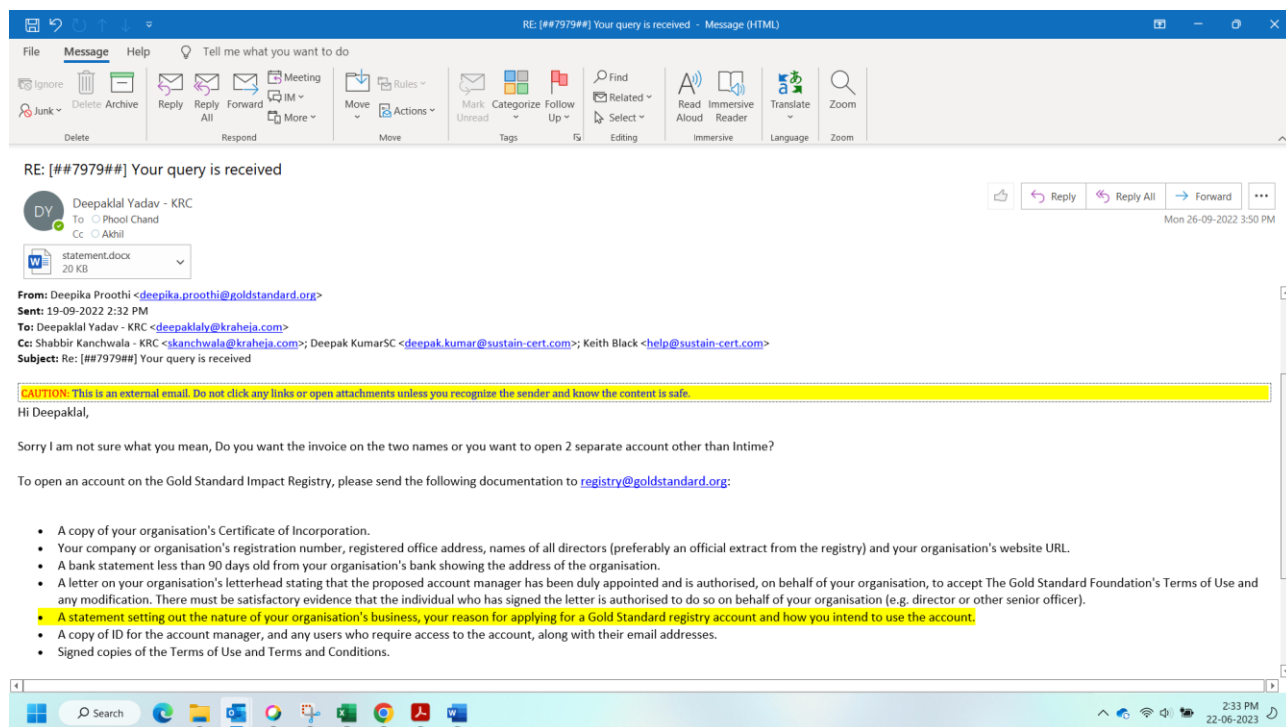 RE: [##7979##] Your query is received - Message (HTML)
File Message Help Tell me what you want to do
Ignore
Junk
Delete
Archive
Reply
Reply All
Forward
Meeting
IM
More
Move
Rules
Actions
Mark Unread
Categorize
Follow Up
Find
Related
Select
Read Aloud
Immersive Reader
Translate
Zoom
Delete Respond Move Tags Editing Immersive Language Zoom
RE: [##7979##] Your query is received
DY
Deepaklal Yadav - KRC
To Phool Chand
Cc Akhil
Reply Reply All Forward
Mon 26-09-2022 3:50 PM
statement.docx
20 KB
From: Deepika Proothi <deepika.proothi@goldstandard.org>
Sent: 19-09-2022 2:32 PM
To: Deepaklal Yadav - KRC <deepaklaly@kraheja.com>
Cc: Shabbir Kanchwala - KRC <skanchwala@kraheja.com>; Deepak KumarSC <deepak.kumar@sustain-cert.com>; Keith Black <help@sustain-cert.com>
Subject: Re: [##7979##] Your query is received
CAUTION: This is an external email. Do not click any links or open attachments unless you recognize the sender and know the content is safe.
Hi Deepaklal,
Sorry I am not sure what you mean, Do you want the invoice on the two names or you want to open 2 separate account other than Intime?
To open an account on the Gold Standard Impact Registry, please send the following documentation to registry@goldstandard.org:
• A copy of your organisation's Certificate of Incorporation.
• Your company or organisation's registration number, registered office address, names of all directors (preferably an official extract from the registry) and your organisation's website URL.
• A bank statement less than 90 days old from your organisation's bank showing the address of the organisation.
• A letter on your organisation's letterhead stating that the proposed account manager has been duly appointed and is authorised, on behalf of your organisation, to accept The Gold Standard Foundation's Terms of Use and
any modification. There must be satisfactory evidence that the individual who has signed the letter is authorised to do so on behalf of your organisation (e.g. director or other senior officer).
• A statement setting out the nature of your organisation's business, your reason for applying for a Gold Standard registry account and how you intend to use the account.
• A copy of ID for the account manager, and any users who require access to the account, along with their email addresses.
• Signed copies of the Terms of Use and Terms and Conditions.
Search
2:33 PM
22-06-2023